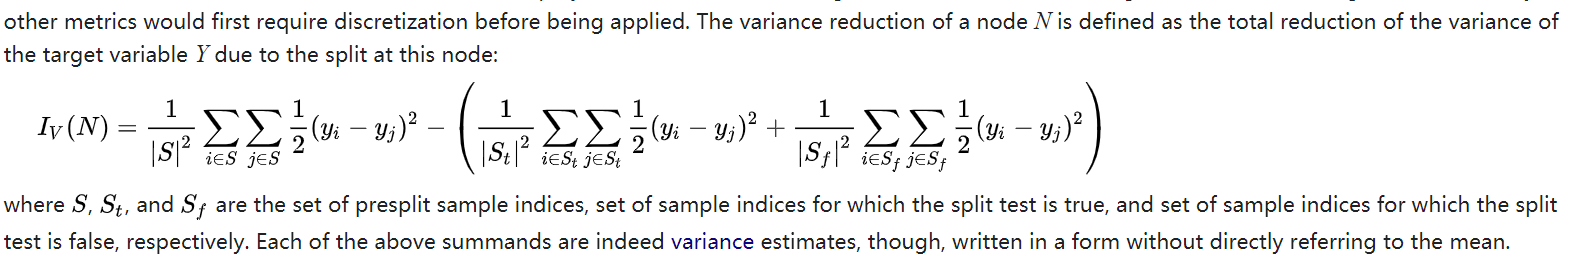 other metrics would first require discretization before being applied. The variance reduction of a node N is defined as the total reduction of the variance of
the target variable Y due to the split at this node:
I_V(N) = \frac{1}{|S|^2} \sum_{i \in S} \sum_{j \in S} \frac{1}{2}(y_i - y_j)^2 - \left( \frac{1}{|S_t|^2} \sum_{i \in S_t} \sum_{j \in S_t} \frac{1}{2}(y_i - y_j)^2 + \frac{1}{|S_f|^2} \sum_{i \in S_f} \sum_{j \in S_f} \frac{1}{2}(y_i - y_j)^2 \right)
where S, S_t, and S_f are the set of presplit sample indices, set of sample indices for which the split test is true, and set of sample indices for which the split
test is false, respectively. Each of the above summands are indeed variance estimates, though, written in a form without directly referring to the mean.